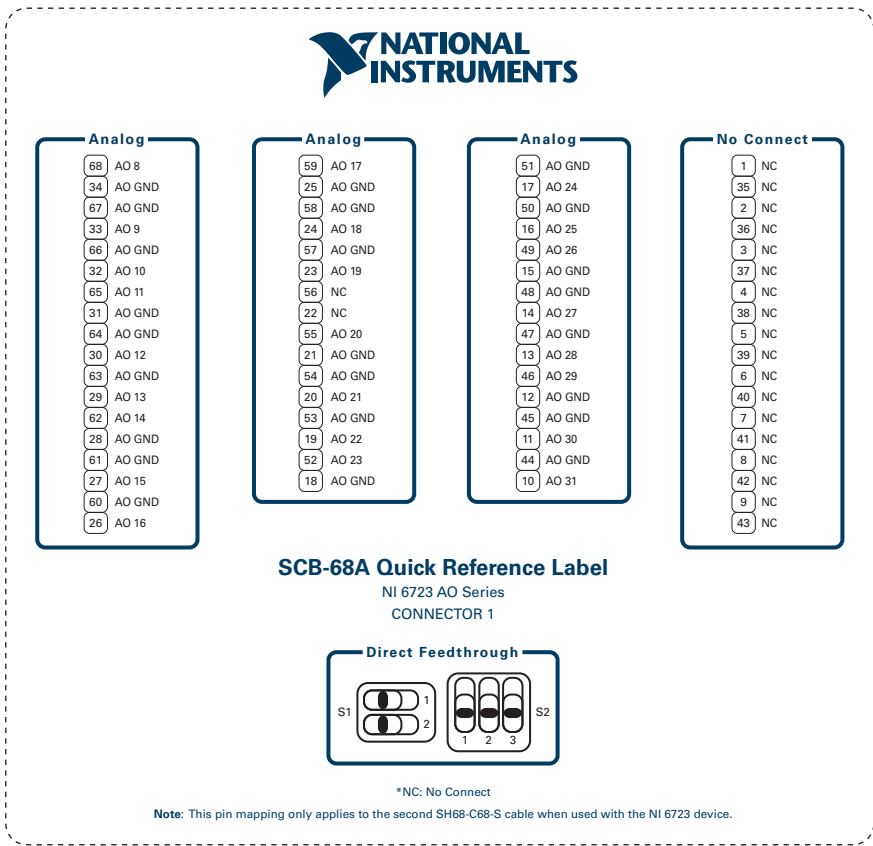 NATIONAL
INSTRUMENTS
Analog
68 AO 8
34 AO GND
67 AO GND
33 AO 9
66 AO GND
32 AO 10
65 AO 11
31 AO GND
64 AO GND
30 AO 12
63 AO GND
29 AO 13
62 AO 14
28 AO GND
61 AO GND
27 AO 15
60 AO GND
26 AO 16
Analog
59 AO 17
25 AO GND
58 AO GND
24 AO 18
57 AO GND
23 AO 19
56 NC
22 NC
55 AO 20
21 AO GND
54 AO GND
20 AO 21
53 AO GND
19 AO 22
52 AO 23
18 AO GND
Analog
51 AO GND
17 AO 24
50 AO GND
16 AO 25
49 AO 26
15 AO GND
48 AO GND
14 AO 27
47 AO GND
13 AO 28
46 AO 29
12 AO GND
45 AO GND
11 AO 30
44 AO GND
10 AO 31
No Connect
1 NC
35 NC
2 NC
36 NC
3 NC
37 NC
4 NC
38 NC
5 NC
39 NC
6 NC
40 NC
7 NC
41 NC
8 NC
42 NC
9 NC
43 NC
SCB-68A Quick Reference Label
NI 6723 AO Series
CONNECTOR 1
Direct Feedthrough
S1
1
2
S2
1 2 3
*NC: No Connect
Note: This pin mapping only applies to the second SH68-C68-S cable when used with the NI 6723 device.